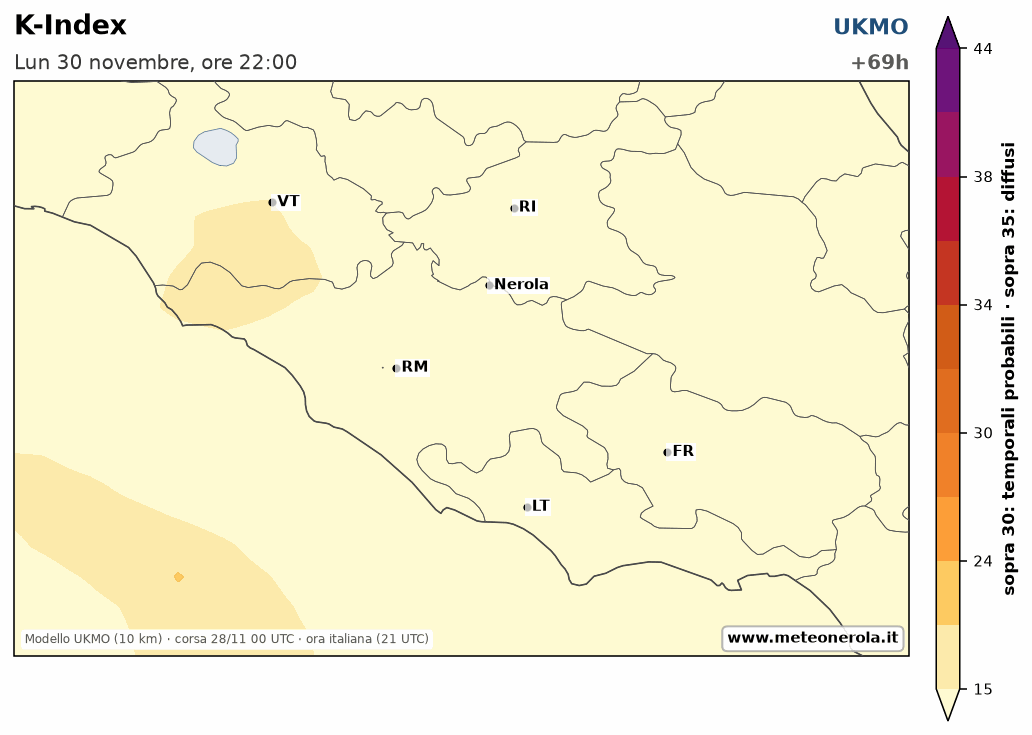 K-Index
UKMO
Lun 30 novembre, ore 22:00
+69h
VT
RI
Nerola
RM
FR
LT
Modello UKMO (10 km) · corsa 28/11 00 UTC · ora italiana (21 UTC)
www.meteonerola.it
44
38
34
30
24
15
sopra 30: temporali probabili · sopra 35: diffusi